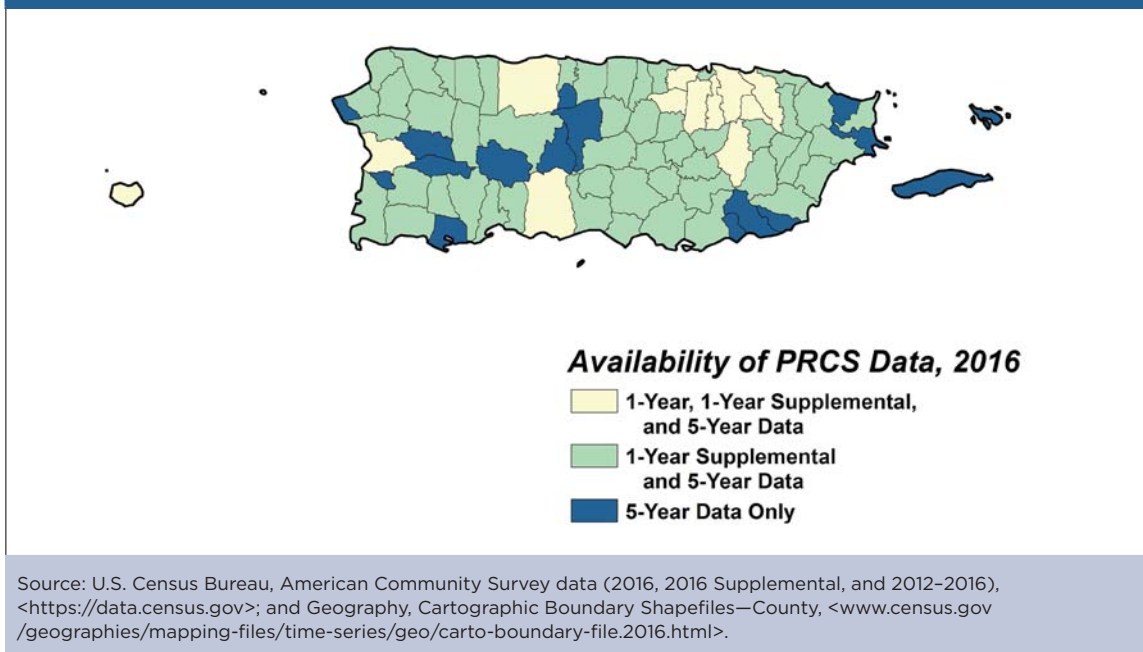 Availability of PRCS Data, 2016
1-Year, 1-Year Supplemental,
and 5-Year Data
1-Year Supplemental
and 5-Year Data
5-Year Data Only
Source: U.S. Census Bureau, American Community Survey data (2016, 2016 Supplemental, and 2012–2016),
<https://data.census.gov>; and Geography, Cartographic Boundary Shapefiles—County, <www.census.gov
/geographies/mapping-files/time-series/geo/carto-boundary-file.2016.html>.